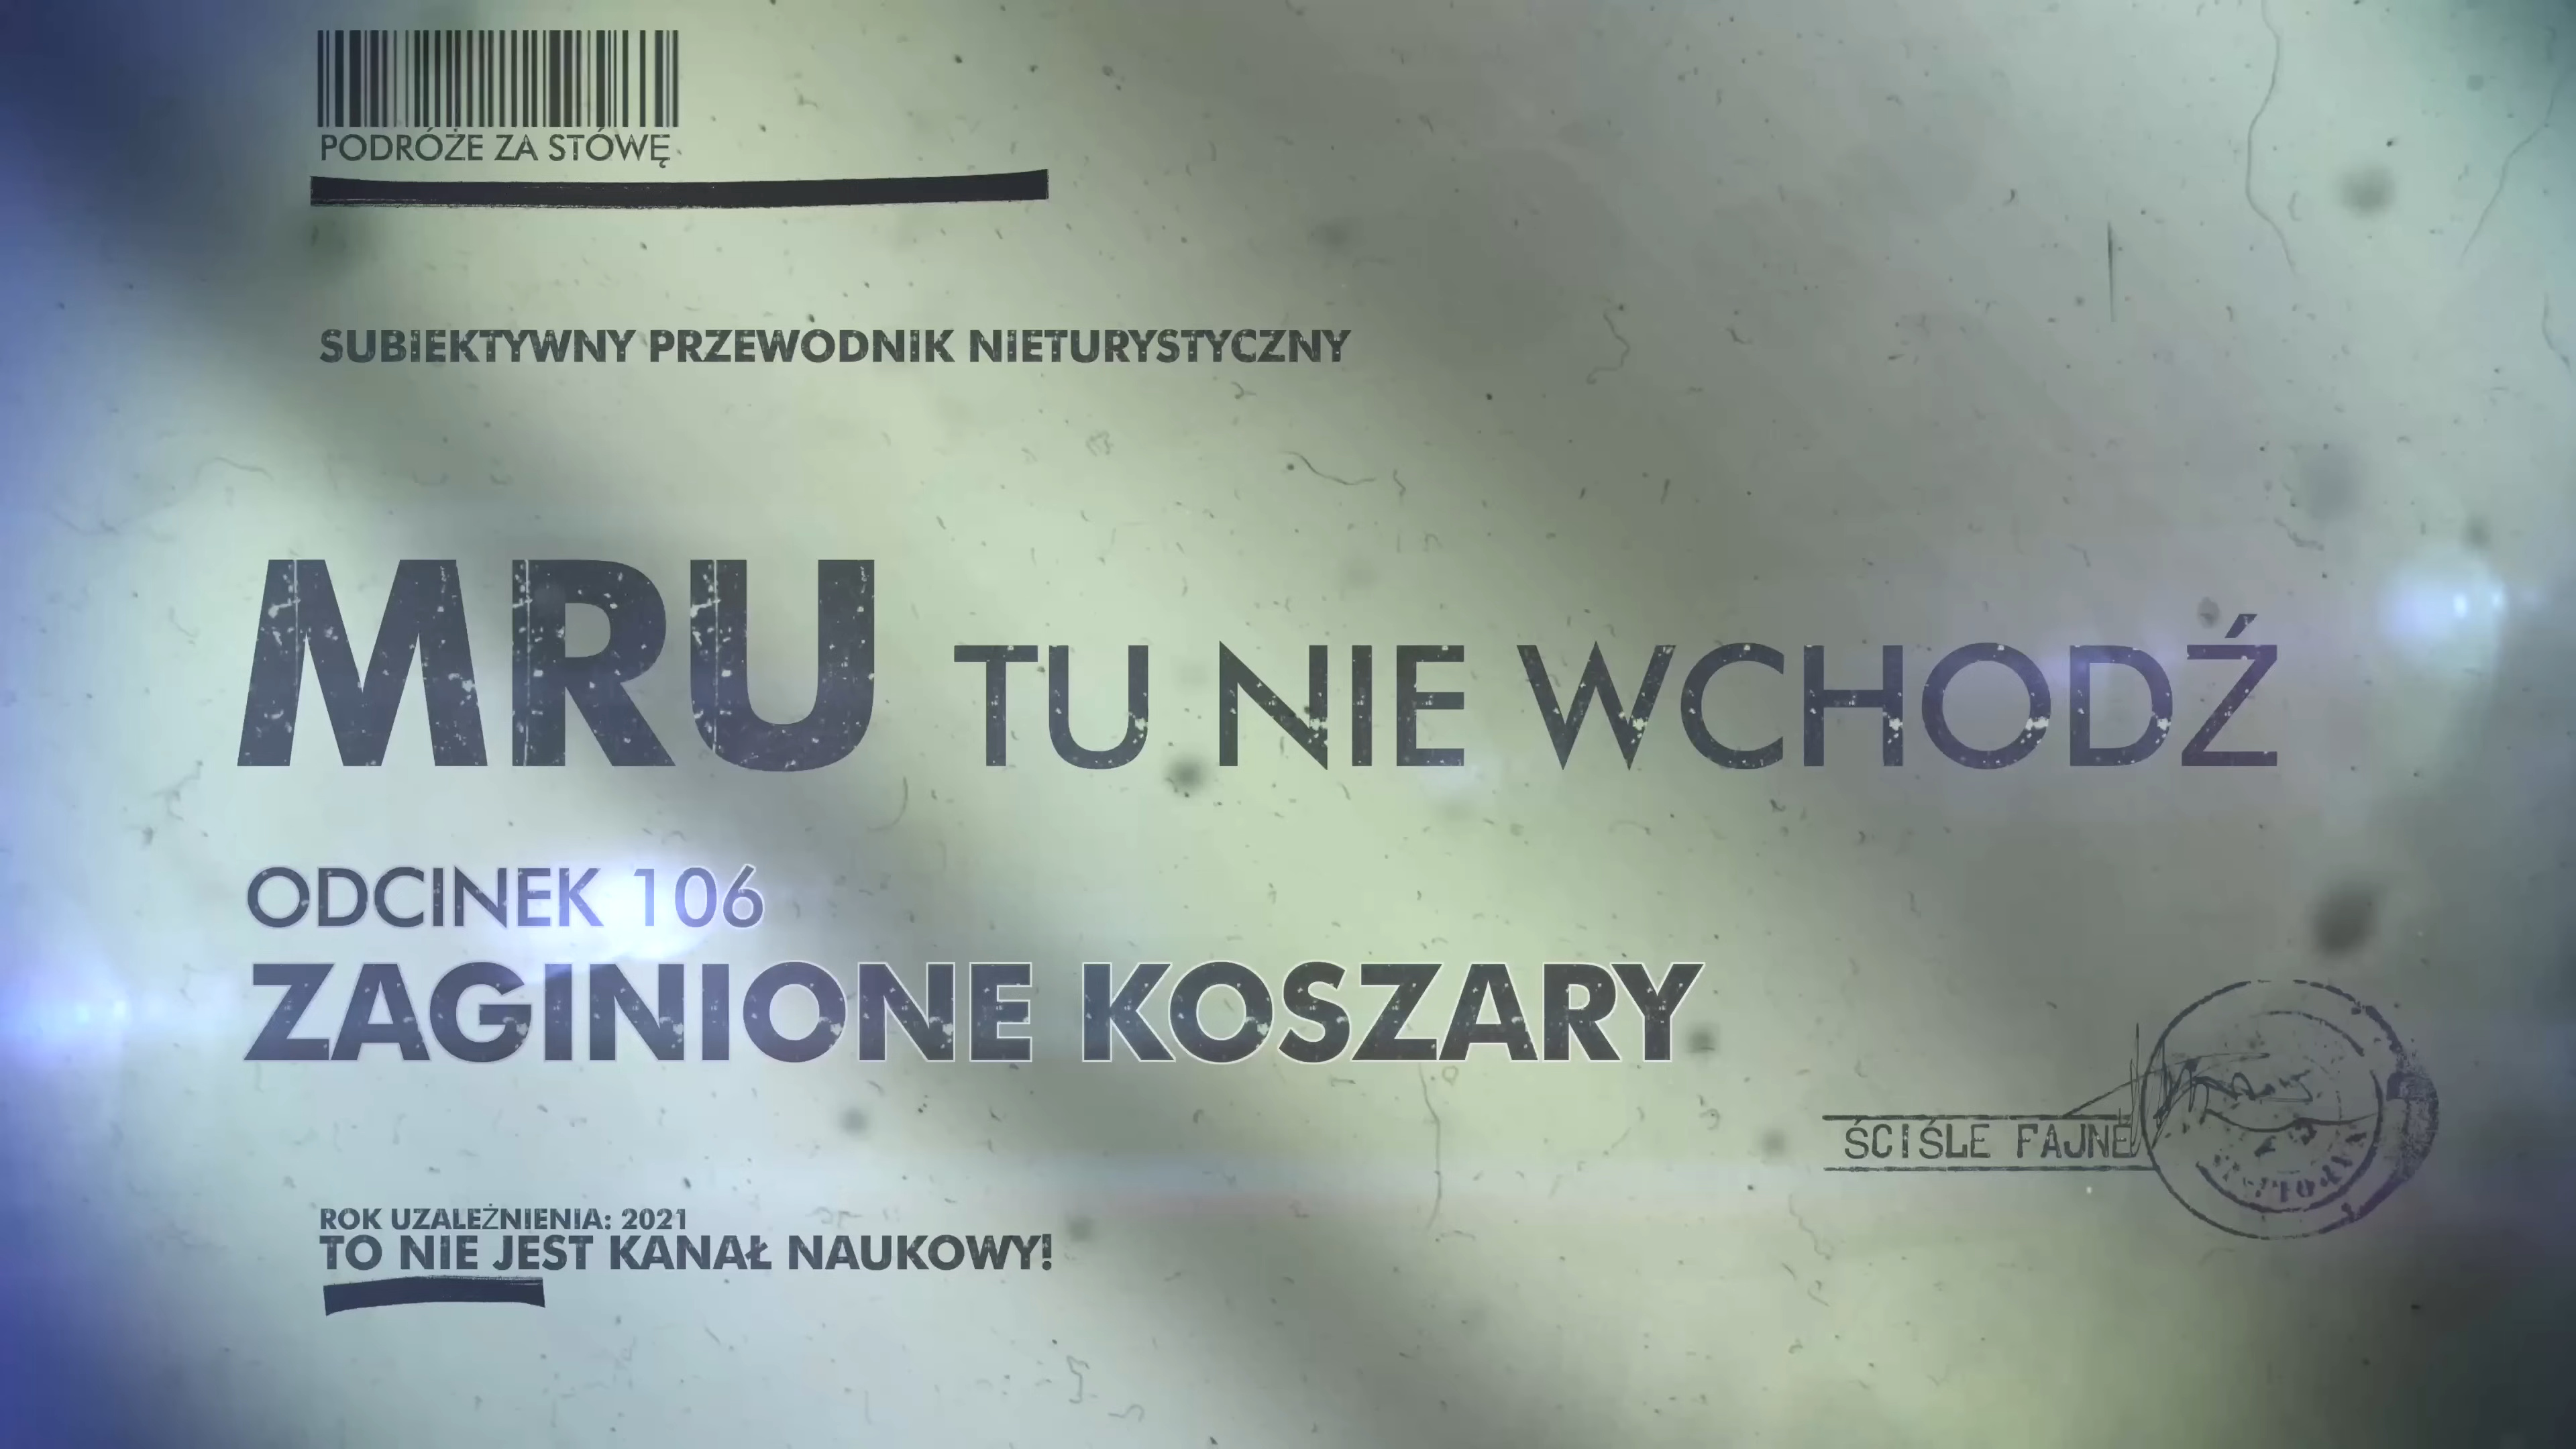 PODRÓŻE ZA STÓWĘ
SUBIEKTYWNY PRZEWODNIK NIETURYSTYCZNY
MRU TU NIE WCHODŹ
ODCINEK 106
ZAGINIONE KOSZARY
ŚCIŚLE FAJNE
ROK UZALEŻNIENIA: 2021
TO NIE JEST KANAŁ NAUKOWY!